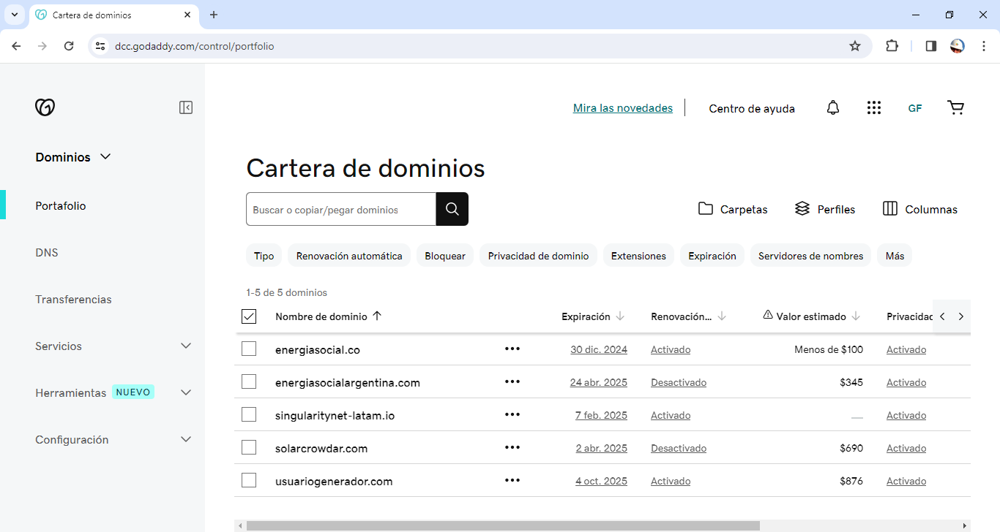 Cartera de dominios
dcc.godaddy.com/control/portfolio
Mira las novedades
Centro de ayuda
GF
Dominios
Portafolio
DNS
Transferencias
Servicios
Herramientas NUEVO
Configuración
Cartera de dominios
Buscar o copiar/pegar dominios
Carpetas Perfiles Columnas
Tipo Renovación automática Bloquear Privacidad de dominio Extensiones Expiración Servidores de nombres Más
1-5 de 5 dominios
Nombre de dominio Expiración Renovación... Valor estimado Privacidad
energiasocial.co 30 dic. 2024 Activado Menos de $100 Activado
energiasocialargentina.com 24 abr. 2025 Desactivado $345 Activado
singularitynet-latam.io 7 feb. 2025 Activado __ Activado
solarcrowdar.com 2 abr. 2025 Desactivado $690 Activado
usuariogenerador.com 4 oct. 2025 Activado $876 Activado